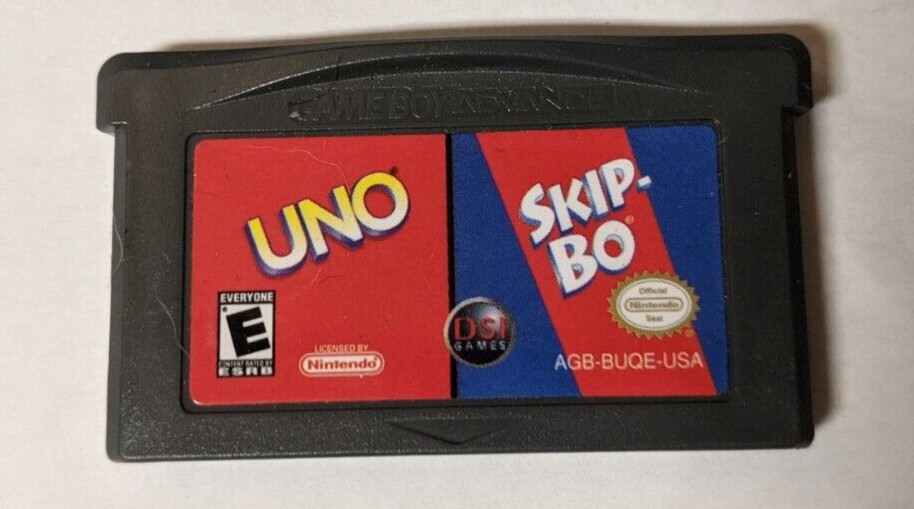 GAME BOY ADVANCE
UNO
EVERYONE
E
CONTENT RATED BY
ESRB
LICENSED BY
Nintendo
SKIP-
BO
DSI
GAMES
Official
Nintendo
Seal
AGB-BUQE-USA